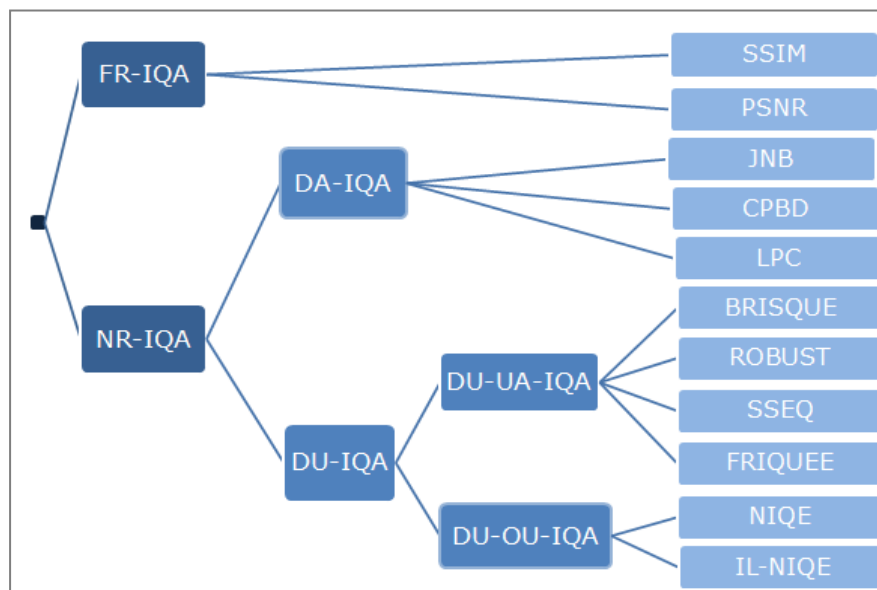 FR-IQA
SSIM
PSNR
NR-IQA
DA-IQA
JNB
CPBD
LPC
DU-IQA
DU-UA-IQA
BRISQUE
ROBUST
SSEQ
FRIQUEE
DU-OU-IQA
NIQE
IL-NIQE